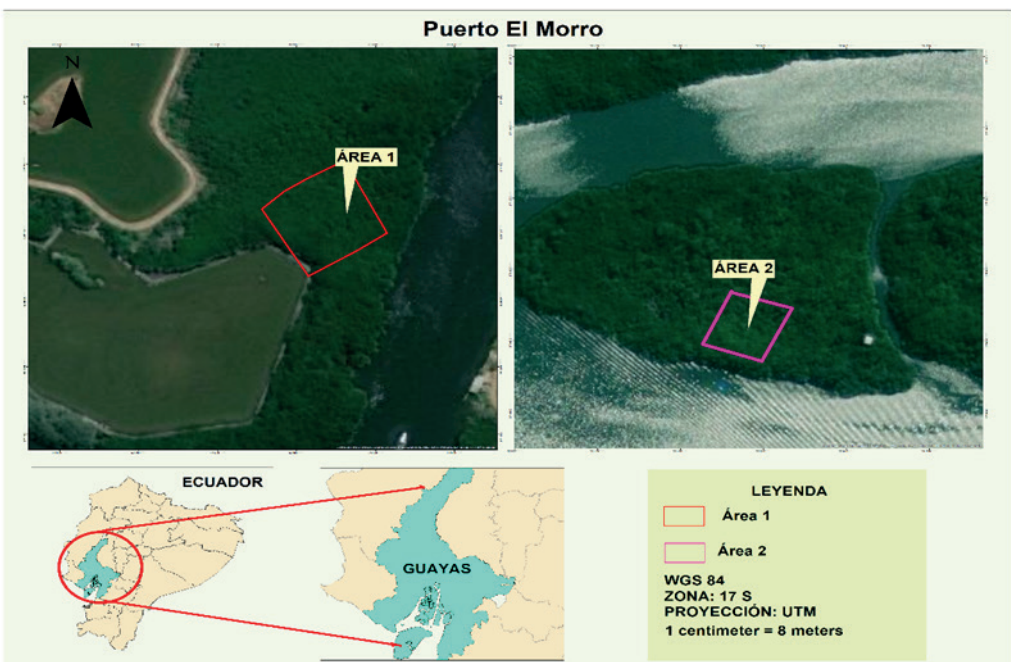 Puerto El Morro
N
ÁREA 1
ÁREA 2
ECUADOR
GUAYAS
LEYENDA
Área 1
Área 2
WGS 84
ZONA: 17 S
PROYECCIÓN: UTM
1 centimeter = 8 meters